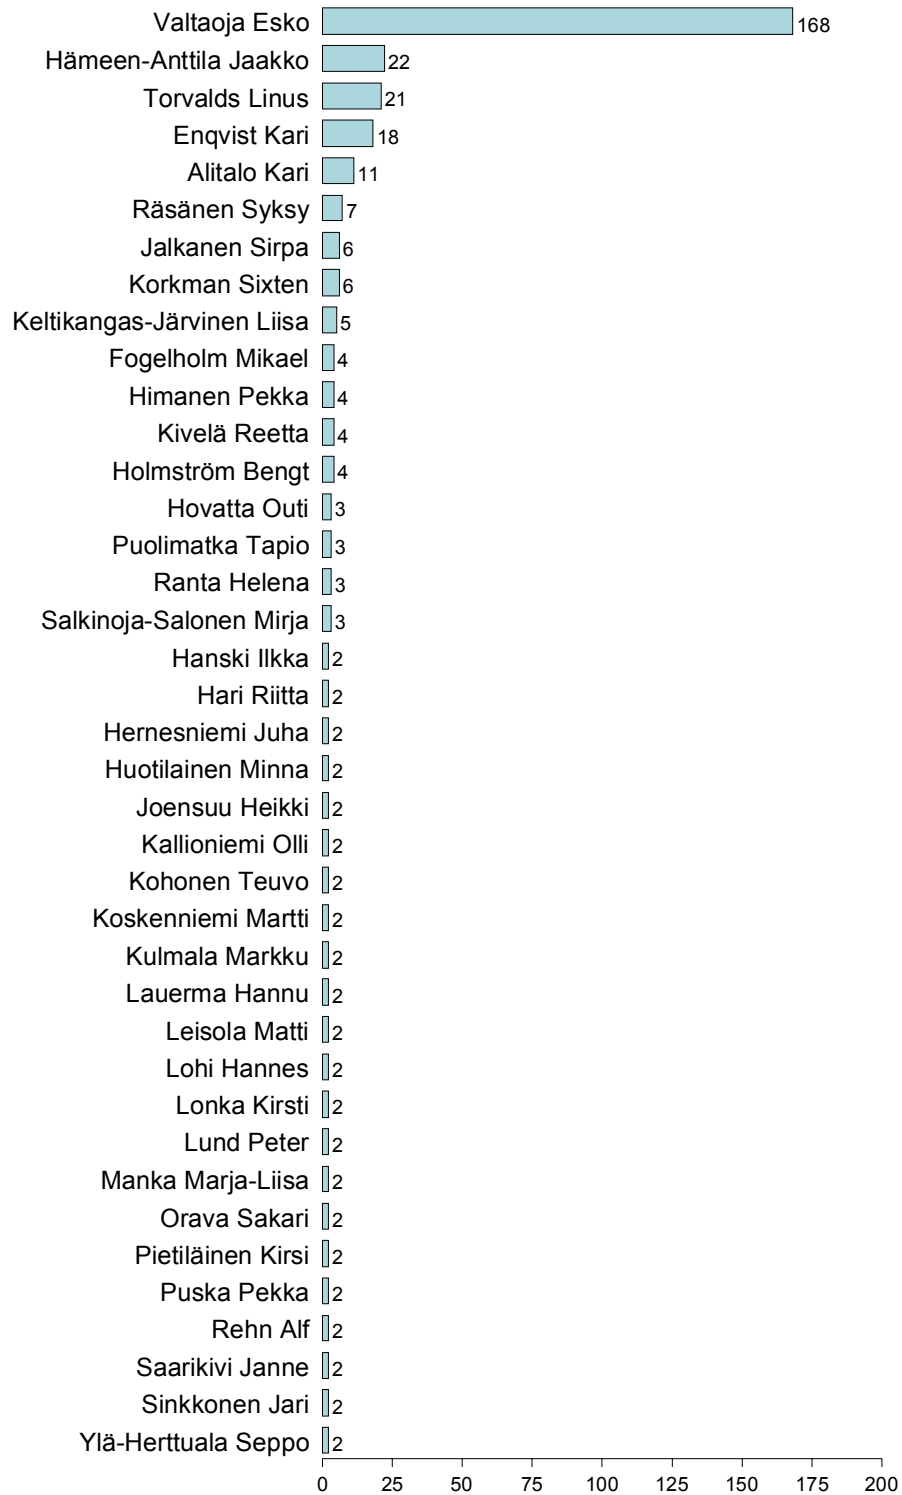 Valtaoja Esko 168
Hämeen-Anttila Jaakko 22
Torvalds Linus 21
Enqvist Kari 18
Alitalo Kari 11
Räsänen Syksy 7
Jalkanen Sirpa 6
Korkman Sixten 6
Keltikangas-Järvinen Liisa 5
Fogelholm Mikael 4
Himanen Pekka 4
Kivelä Reetta 4
Holmström Bengt 4
Hovatta Outi 3
Puolimatka Tapio 3
Ranta Helena 3
Salkinoja-Salonen Mirja 3
Hanski Ilkka 2
Hari Riitta 2
Hernesniemi Juha 2
Huotilainen Minna 2
Joensuu Heikki 2
Kallioniemi Olli 2
Kohonen Teuvo 2
Koskenniemi Martti 2
Kulmala Markku 2
Lauerma Hannu 2
Leisola Matti 2
Lohi Hannes 2
Lonka Kirsti 2
Lund Peter 2
Manka Marja-Liisa 2
Orava Sakari 2
Pietiläinen Kirsi 2
Puska Pekka 2
Rehn Alf 2
Saarikivi Janne 2
Sinkkonen Jari 2
Ylä-Herttuala Seppo 2
0 25 50 75 100 125 150 175 200